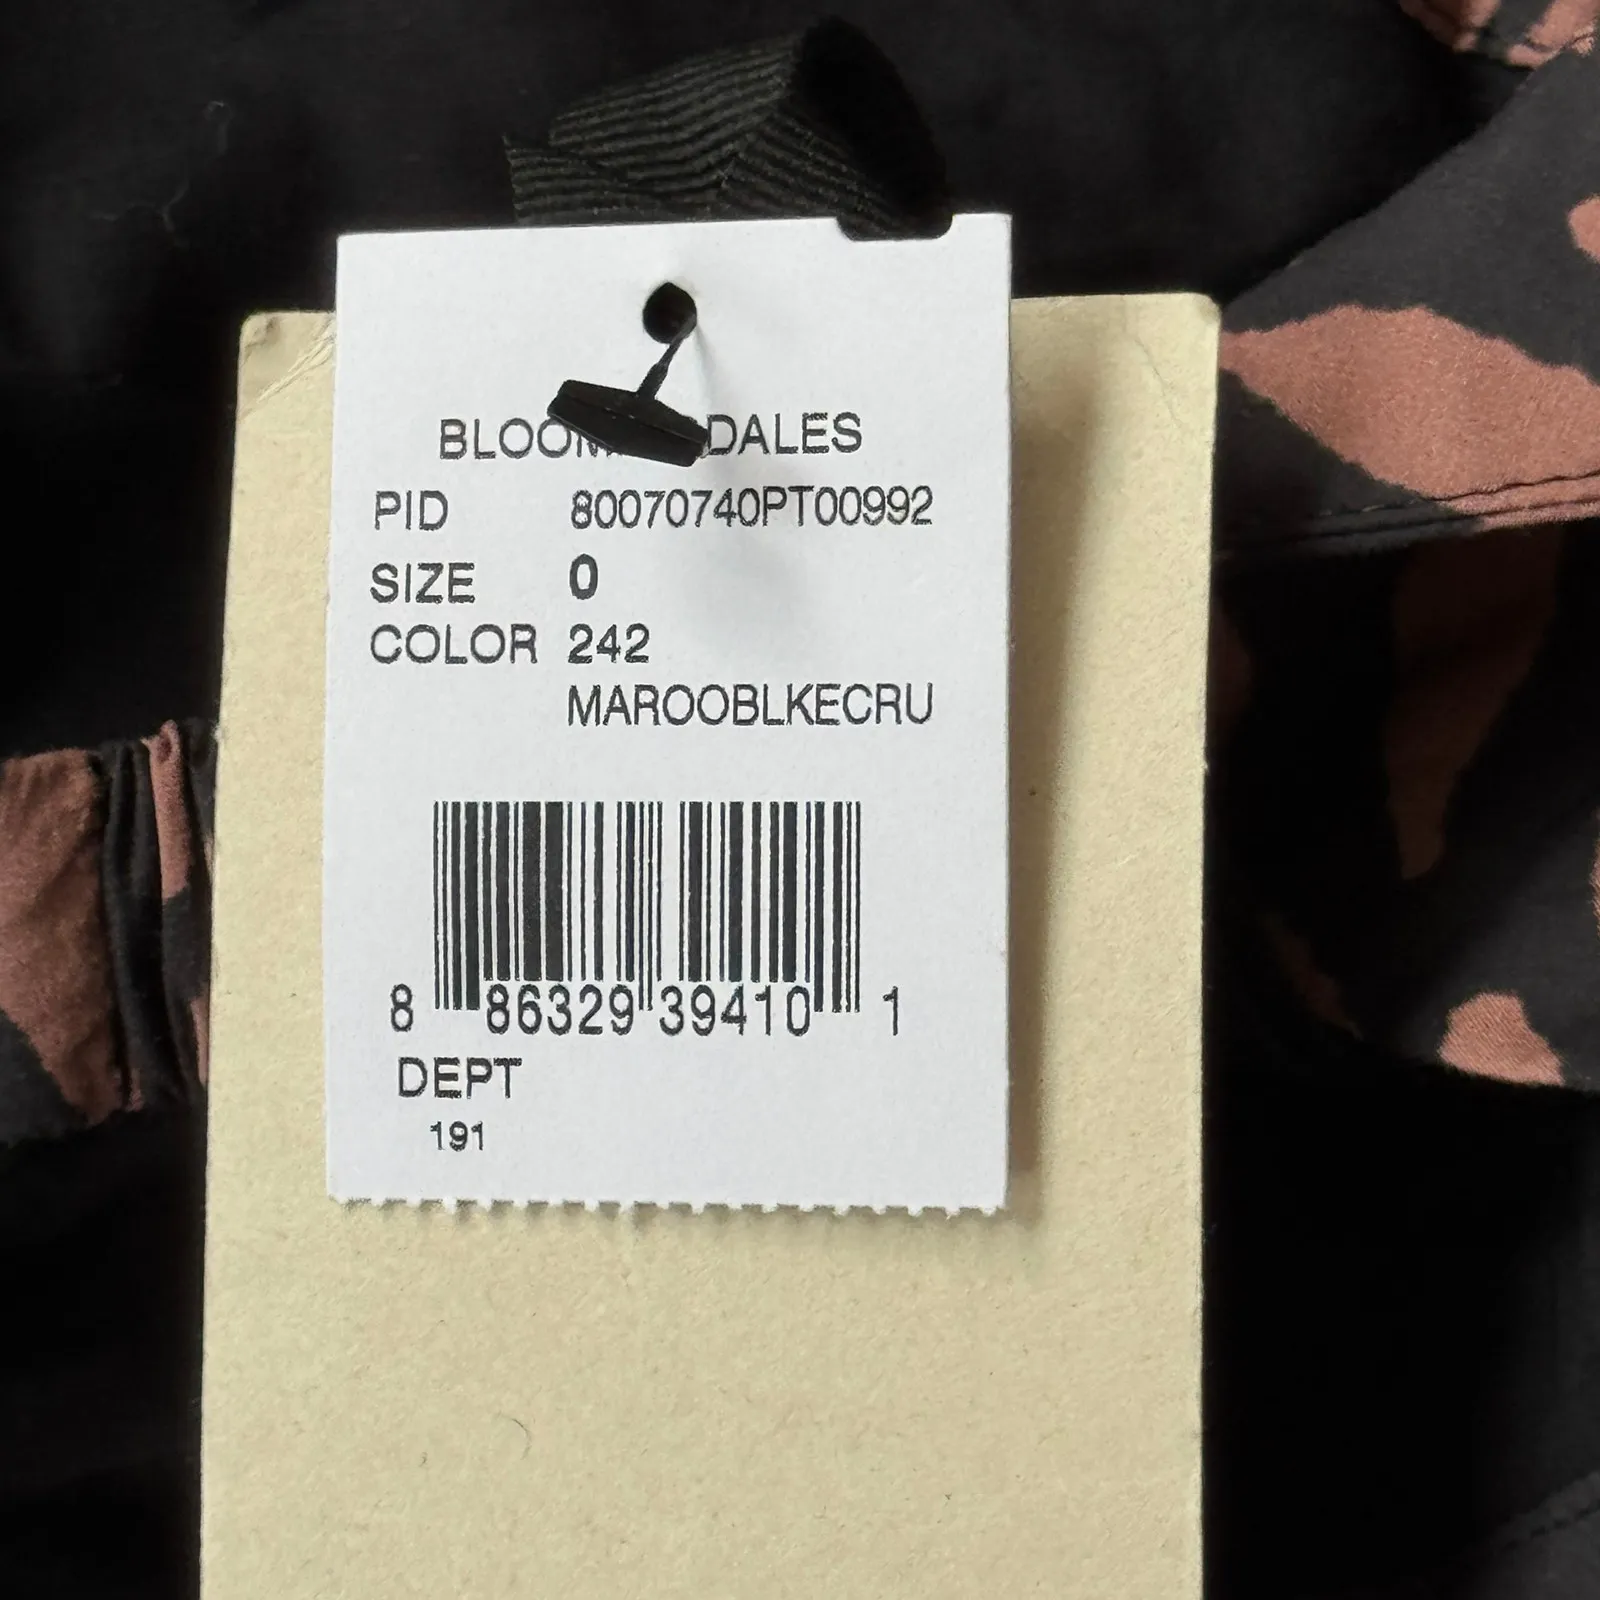 BLOOM DALES
PID 80070740PT00992
SIZE 0
COLOR 242
MAROOBLKECRU
8 86329 39410 1
DEPT
191